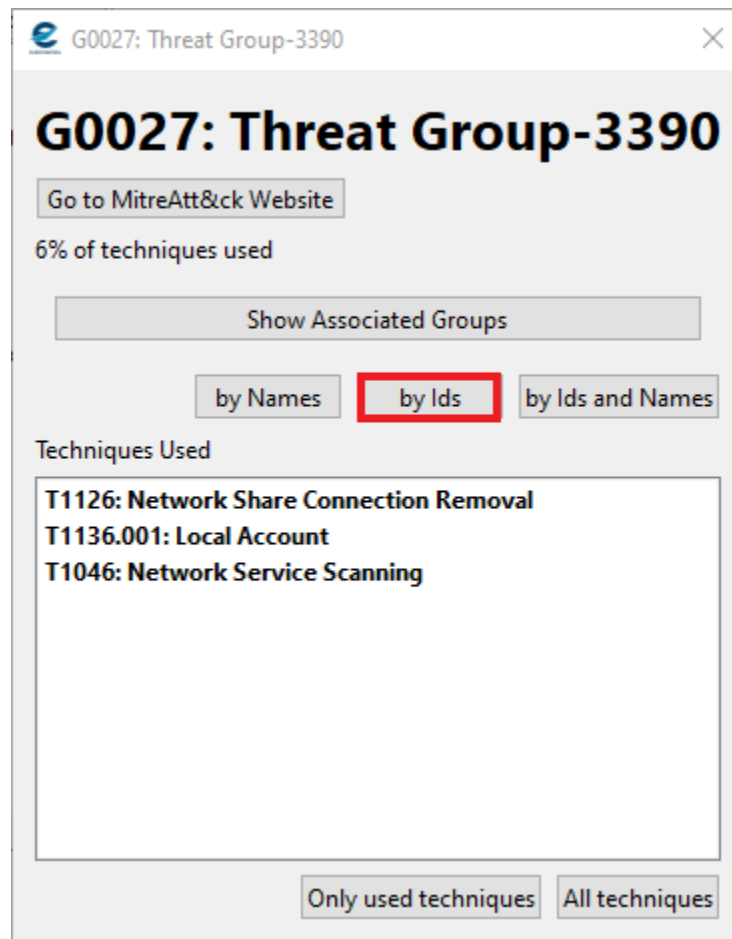 G0027: Threat Group-3390
G0027: Threat Group-3390
Go to MitreAtt&ck Website
6% of techniques used
Show Associated Groups
by Names by Ids by Ids and Names
Techniques Used
T1126: Network Share Connection Removal
T1136.001: Local Account
T1046: Network Service Scanning
Only used techniques All techniques